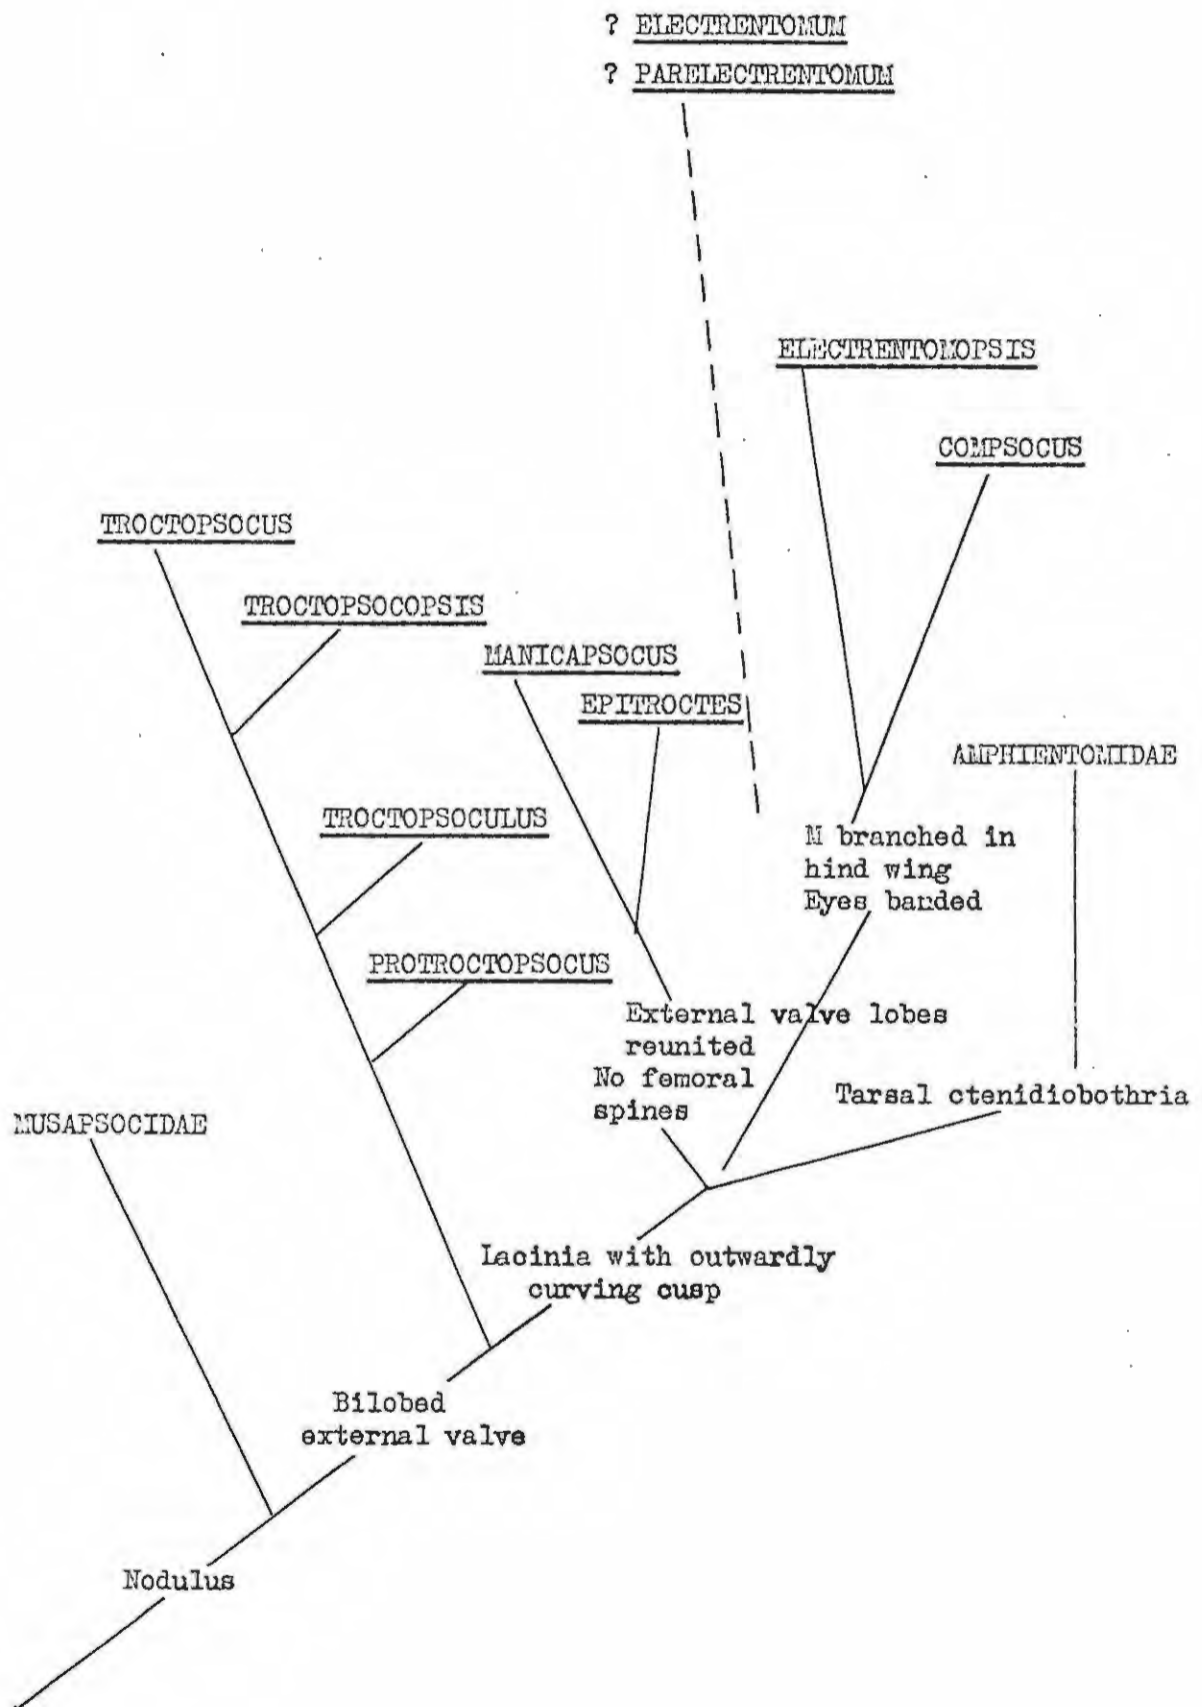 ? ELECTRENTOMUM
? PARELECTRENTOMUM
ELECTRENTOMOPSIS
COMPSOCUS
TROCTOPSOCUS
TROCTOPSOCOPSIS
MANICAPSOCUS
EPITROCTES
AMPHIENTOMIDAE
TROCTOPSOCULUS
M branched in
hind wing
Eyes banded
PROTROCTOPSOCUS
External valve lobes
reunited
No femoral
spines
Tarsal ctenidiobothria
MUSAPSOCIDAE
Lacinia with outwardly
curving cusp
Bilobed
external valve
Nodulus